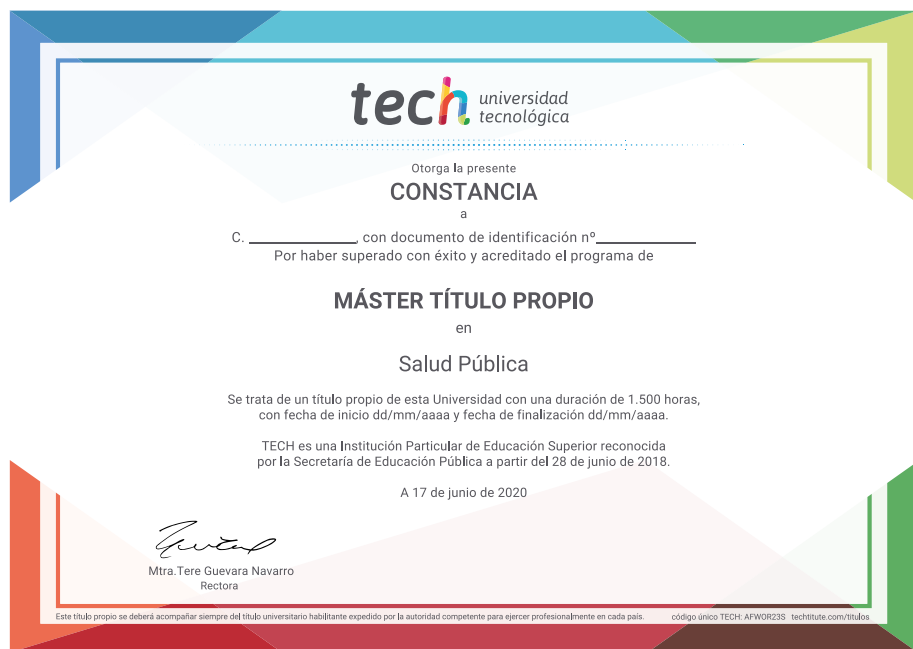 tech universidad
tecnológica
Otorga la presente
CONSTANCIA
a
C. ____________, con documento de identificación nº____________
Por haber superado con éxito y acreditado el programa de
MÁSTER TÍTULO PROPIO
en
Salud Pública
Se trata de un título propio de esta Universidad con una duración de 1.500 horas,
con fecha de inicio dd/mm/aaaa y fecha de finalización dd/mm/aaaa.
TECH es una Institución Particular de Educación Superior reconocida
por la Secretaría de Educación Pública a partir del 28 de junio de 2018.
A 17 de junio de 2020
Mtra.Tere Guevara Navarro
Rectora
Este título propio se deberá acompañar siempre del título universitario habilitante expedido por la autoridad competente para ejercer profesionalmente en cada país. código único TECH: AFWOR23S techtitute.com/titulos